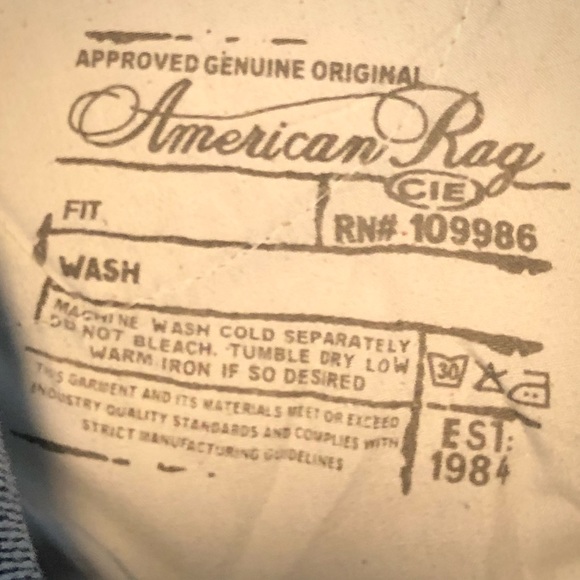 APPROVED GENUINE ORIGINAL
American Rag
CIE
FIT
RN# 109986
WASH
MACHINE WASH COLD SEPARATELY
DO NOT BLEACH. TUMBLE DRY LOW
WARM IRON IF SO DESIRED
30
THIS GARMENT AND ITS MATERIALS MEET OR EXCEED
INDUSTRY QUALITY STANDARDS AND COMPLIES WITH
STRICT MANUFACTURING GUIDELINES
EST:
1984